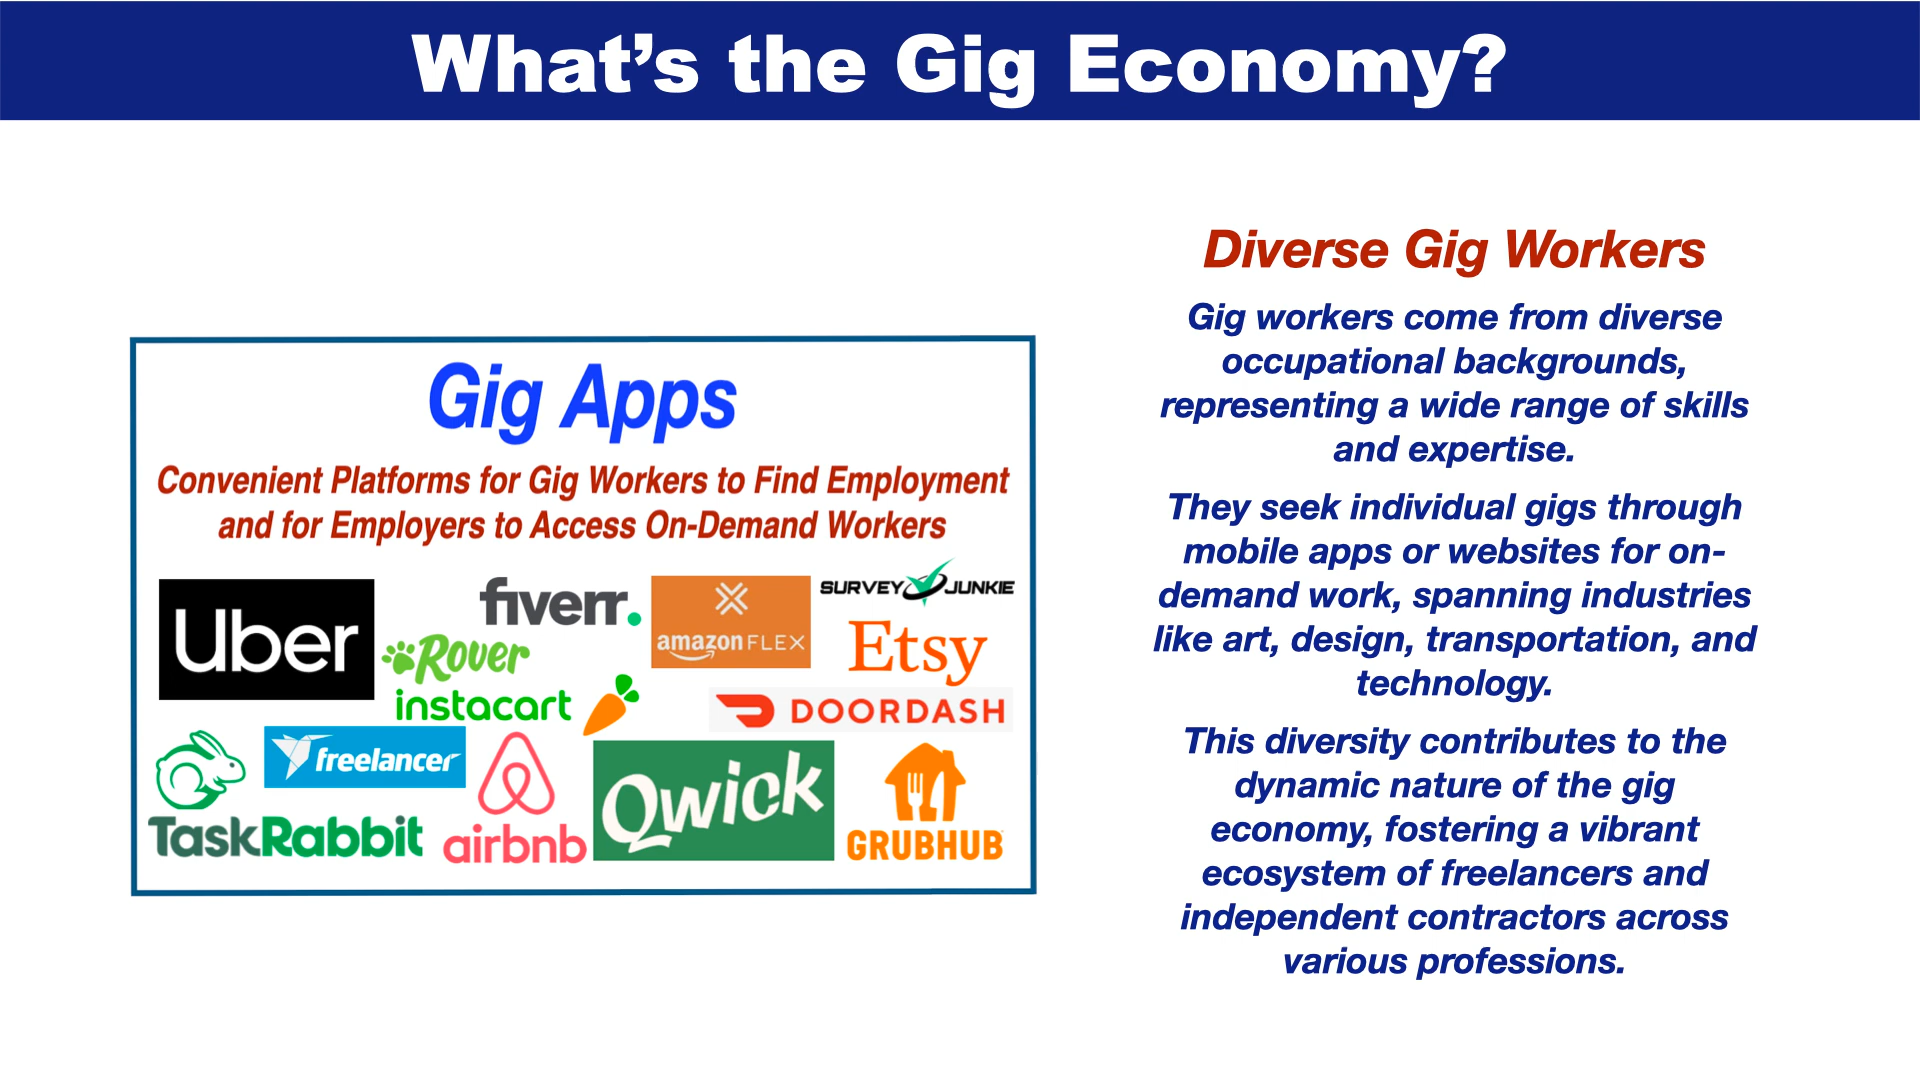 What's the Gig Economy?
Gig Apps
Convenient Platforms for Gig Workers to Find Employment
and for Employers to Access On-Demand Workers
Uber
fiverr.
amazon FLEX
SURVEY JUNKIE
Rover
Etsy
instacart
DOORDASH
freelancer
TaskRabbit
airbnb
Qwick
GRUBHUB
Diverse Gig Workers
Gig workers come from diverse
occupational backgrounds,
representing a wide range of skills
and expertise.
They seek individual gigs through
mobile apps or websites for on-
demand work, spanning industries
like art, design, transportation, and
technology.
This diversity contributes to the
dynamic nature of the gig
economy, fostering a vibrant
ecosystem of freelancers and
independent contractors across
various professions.